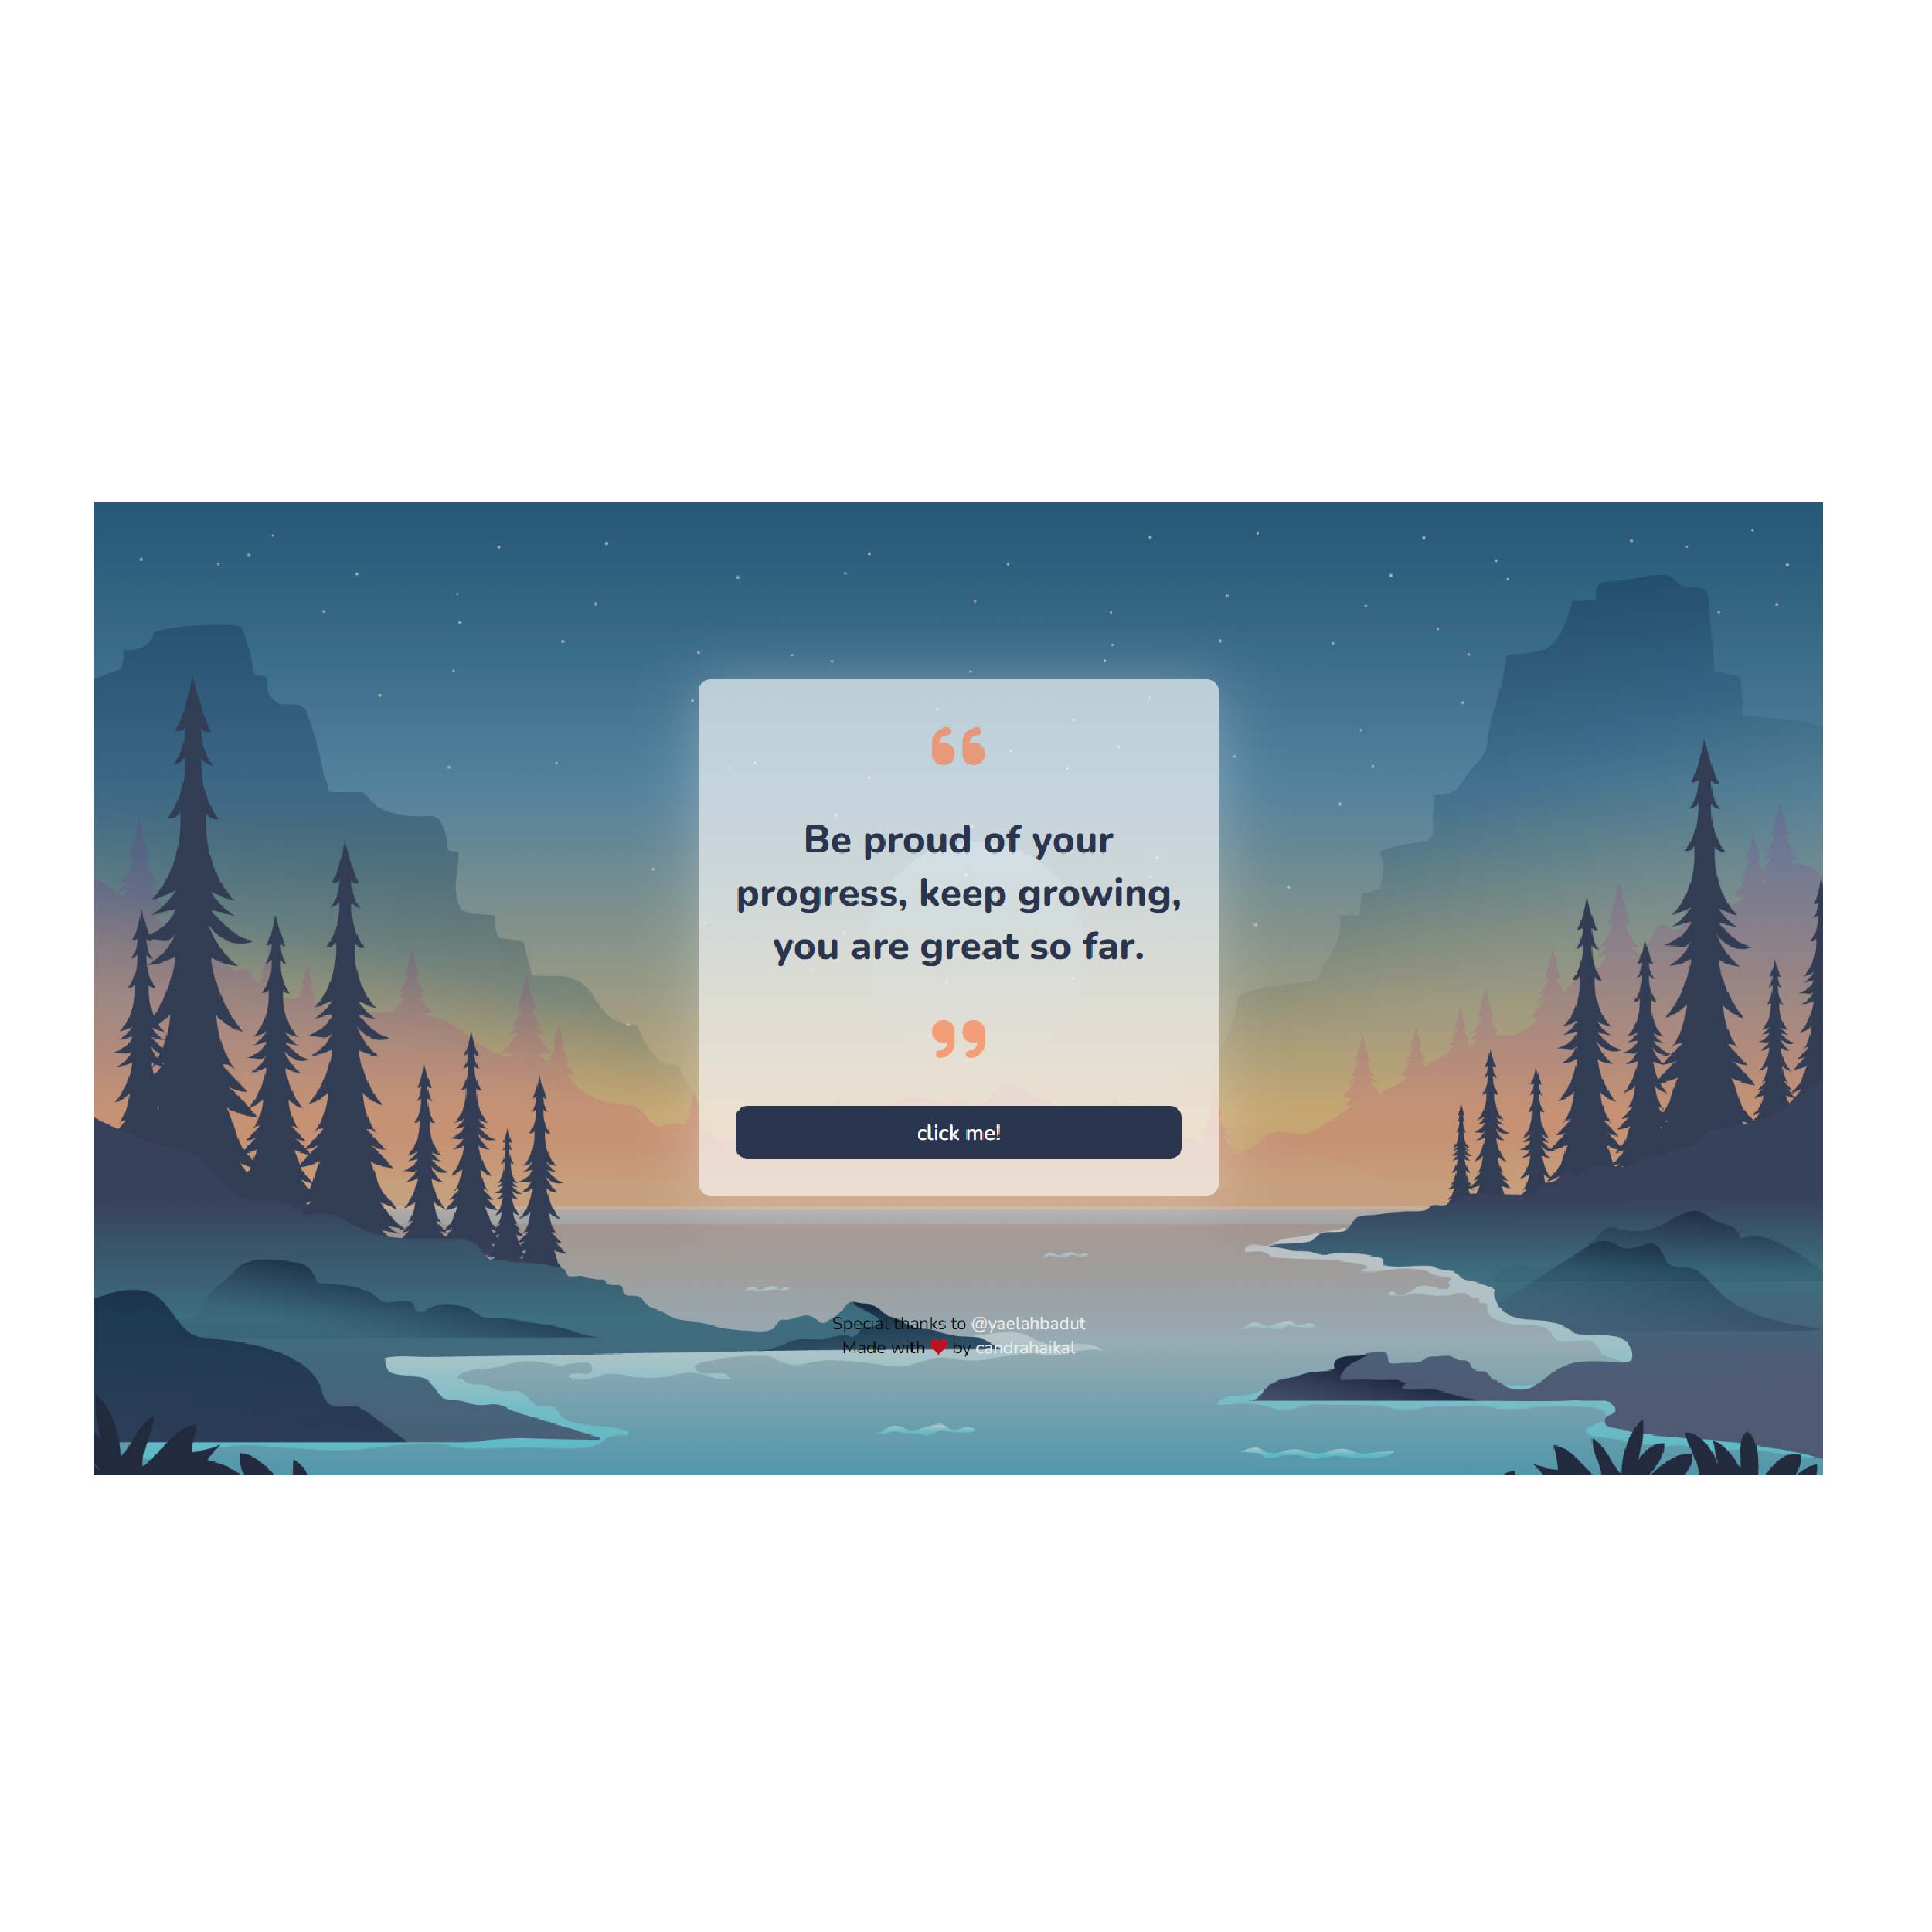 “
Be proud of your
progress, keep growing,
you are great so far.
”
click me!
Special thanks to @yaelahbadut
Made with ❤ by candrahaikal